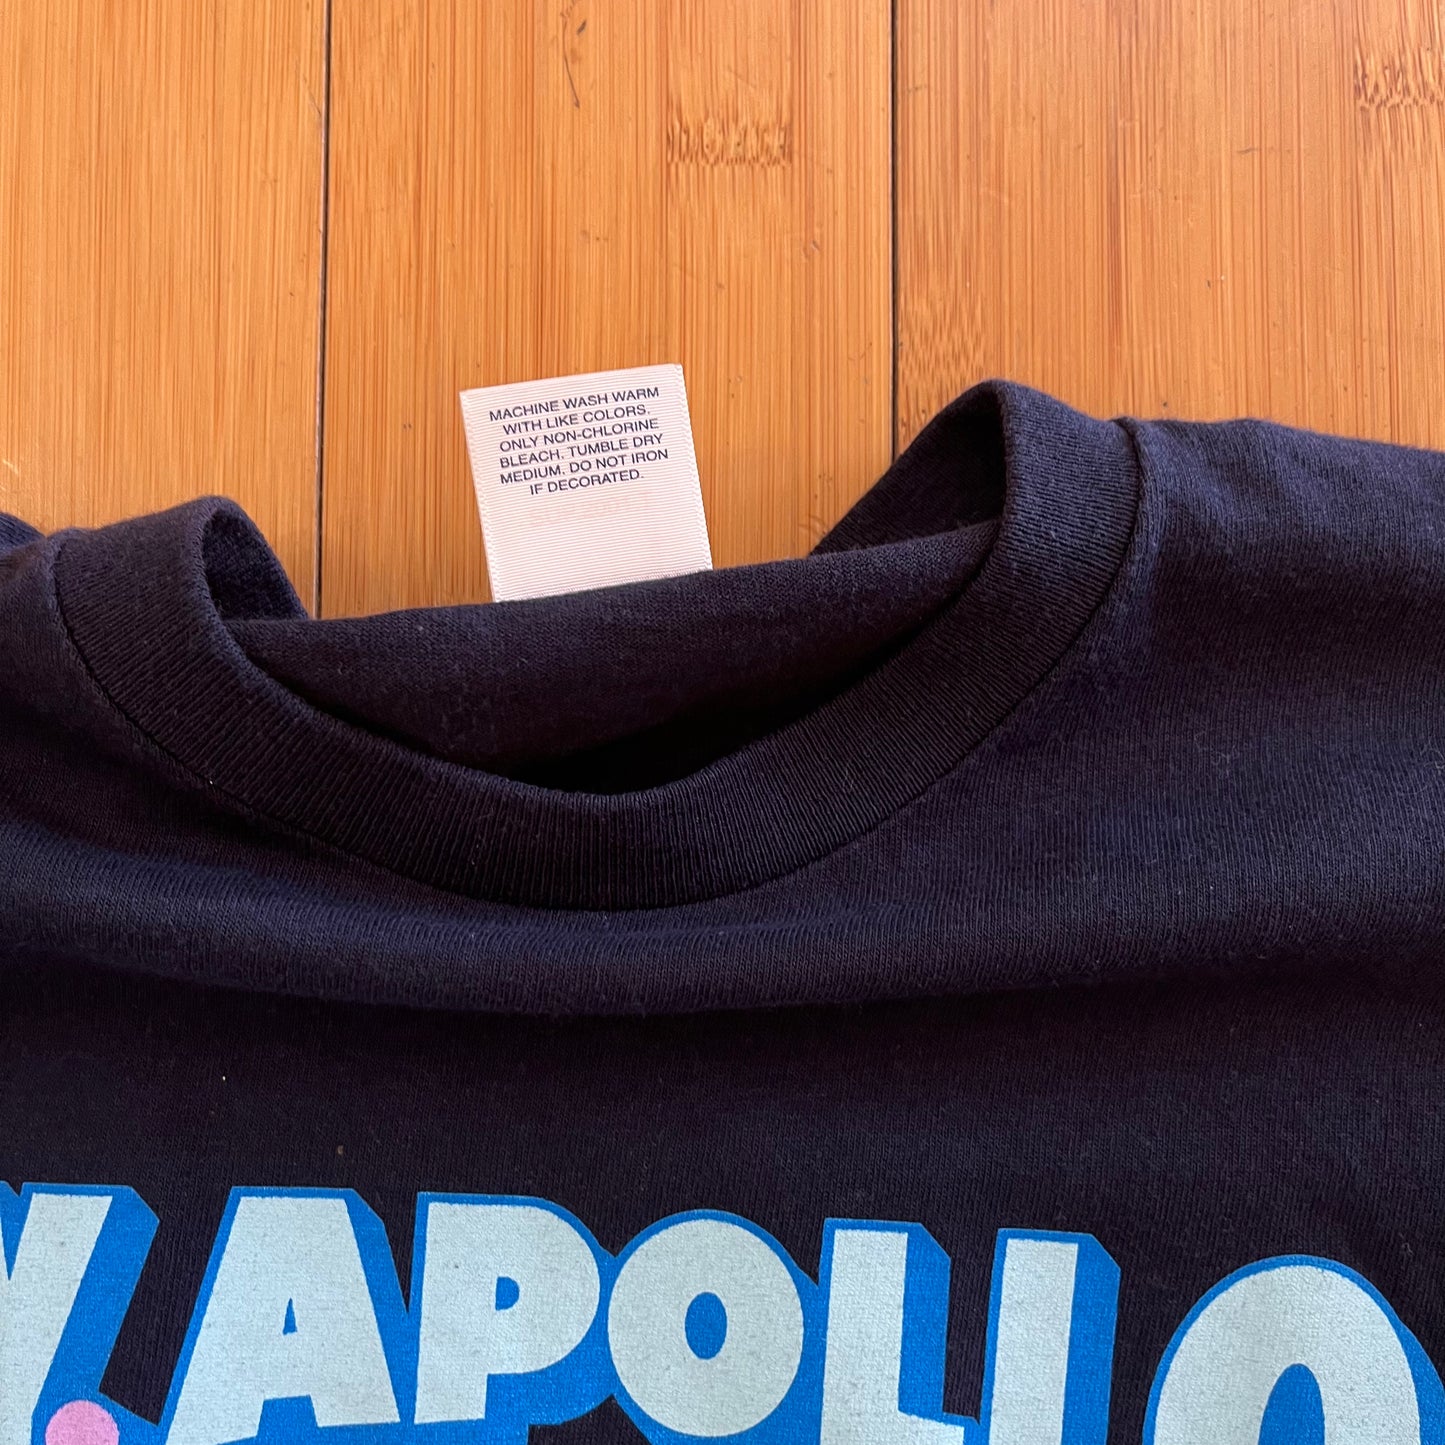 MACHINE WASH WARM
WITH LIKE COLORS.
ONLY NON-CHLORINE
BLEACH. TUMBLE DRY
MEDIUM. DO NOT IRON
IF DECORATED.
Y. APOLLO